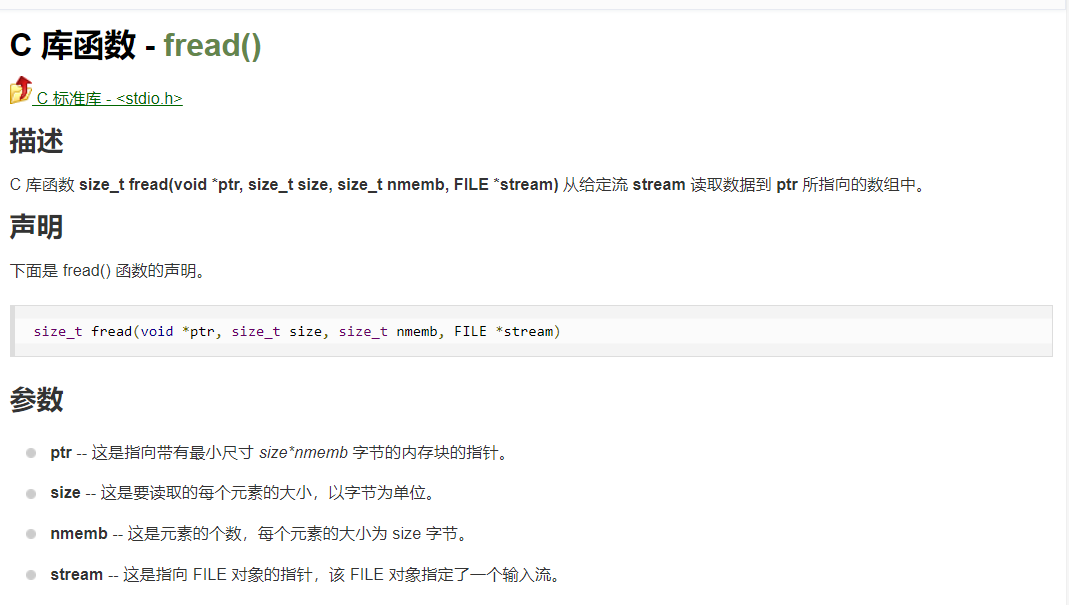 C 库函数 - fread()
C 标准库 - <stdio.h>
描述
C 库函数 size_t fread(void *ptr, size_t size, size_t nmemb, FILE *stream) 从给定流 stream 读取数据到 ptr 所指向的数组中。
声明
下面是 fread() 函数的声明。
size_t fread(void *ptr, size_t size, size_t nmemb, FILE *stream)
参数
ptr -- 这是指向带有最小尺寸 size*nmemb 字节的内存块的指针。
size -- 这是要读取的每个元素的大小，以字节为单位。
nmemb -- 这是元素的个数，每个元素的大小为 size 字节。
stream -- 这是指向 FILE 对象的指针，该 FILE 对象指定了一个输入流。